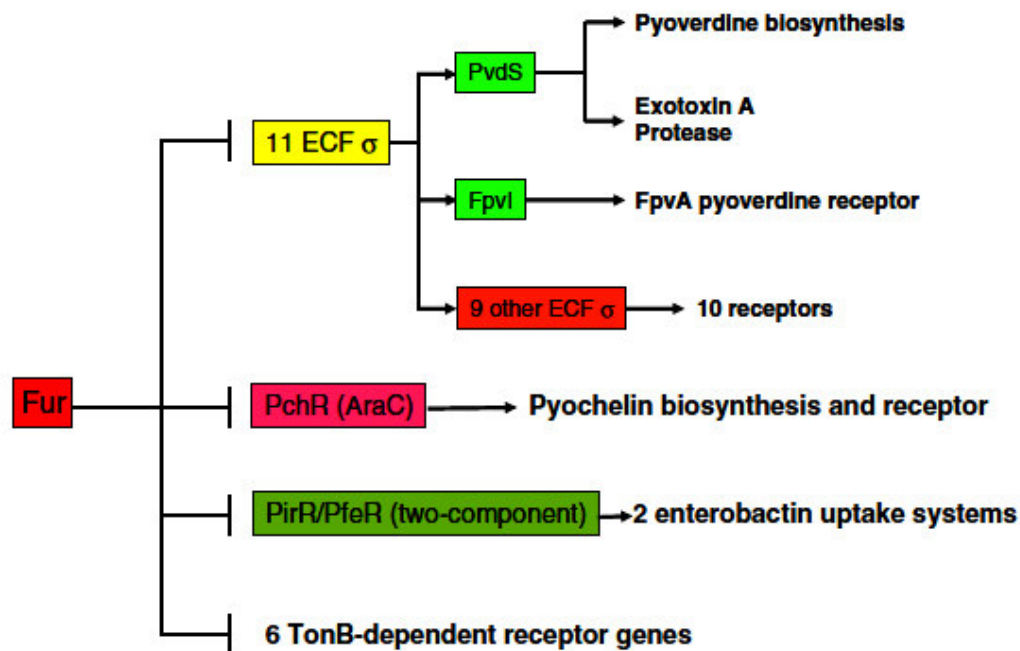 Pyoverdine biosynthesis
PvdS
Exotoxin A
Protease
11 ECF σ
FpvI
FpvA pyoverdine receptor
9 other ECF σ
10 receptors
Fur
PchR (AraC)
Pyochelin biosynthesis and receptor
PirR/PfeR (two-component)
2 enterobactin uptake systems
6 TonB-dependent receptor genes